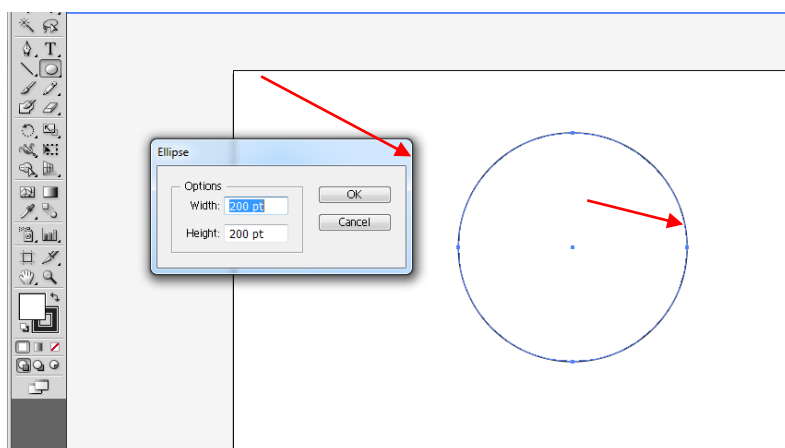 T
Ellipse
Options
Width: 200 pt
OK
Height: 200 pt
Cancel